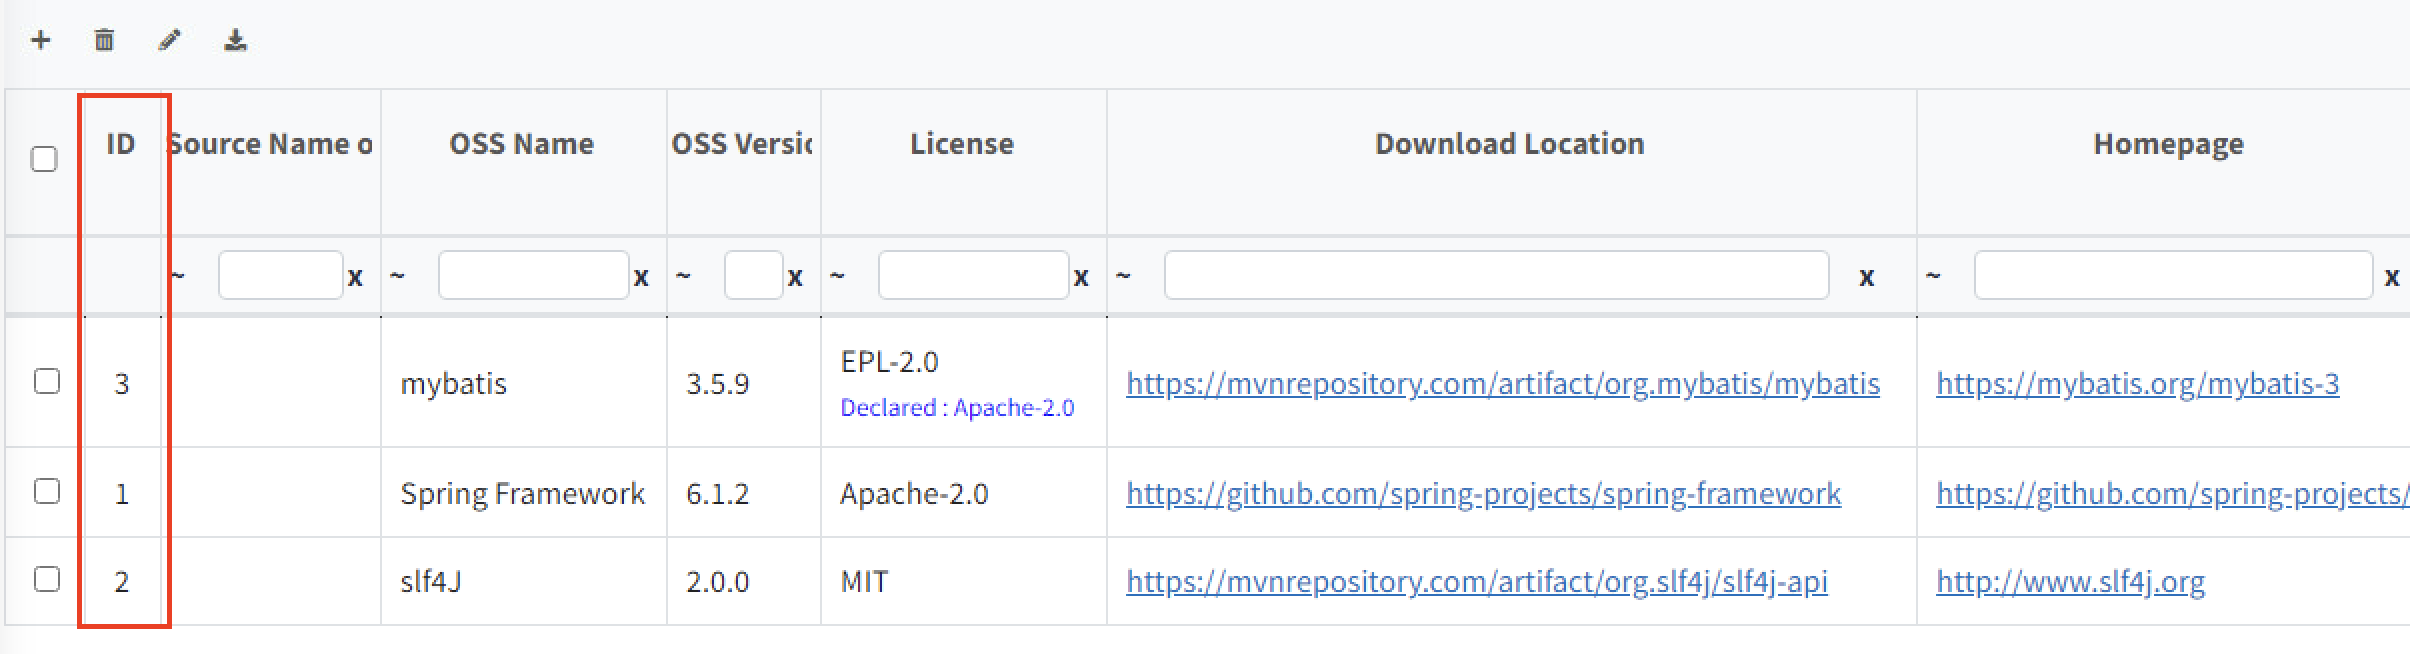 ID Source Name o OSS Name OSS Versic License Download Location Homepage
~ x ~ x ~ x ~ x ~ x ~ x
3 mybatis 3.5.9 EPL-2.0 https://mvnrepository.com/artifact/org.mybatis/mybatis https://mybatis.org/mybatis-3
Declared : Apache-2.0
1 Spring Framework 6.1.2 Apache-2.0 https://github.com/spring-projects/spring-framework https://github.com/spring-projects/
2 slf4J 2.0.0 MIT https://mvnrepository.com/artifact/org.slf4j/slf4j-api http://www.slf4j.org